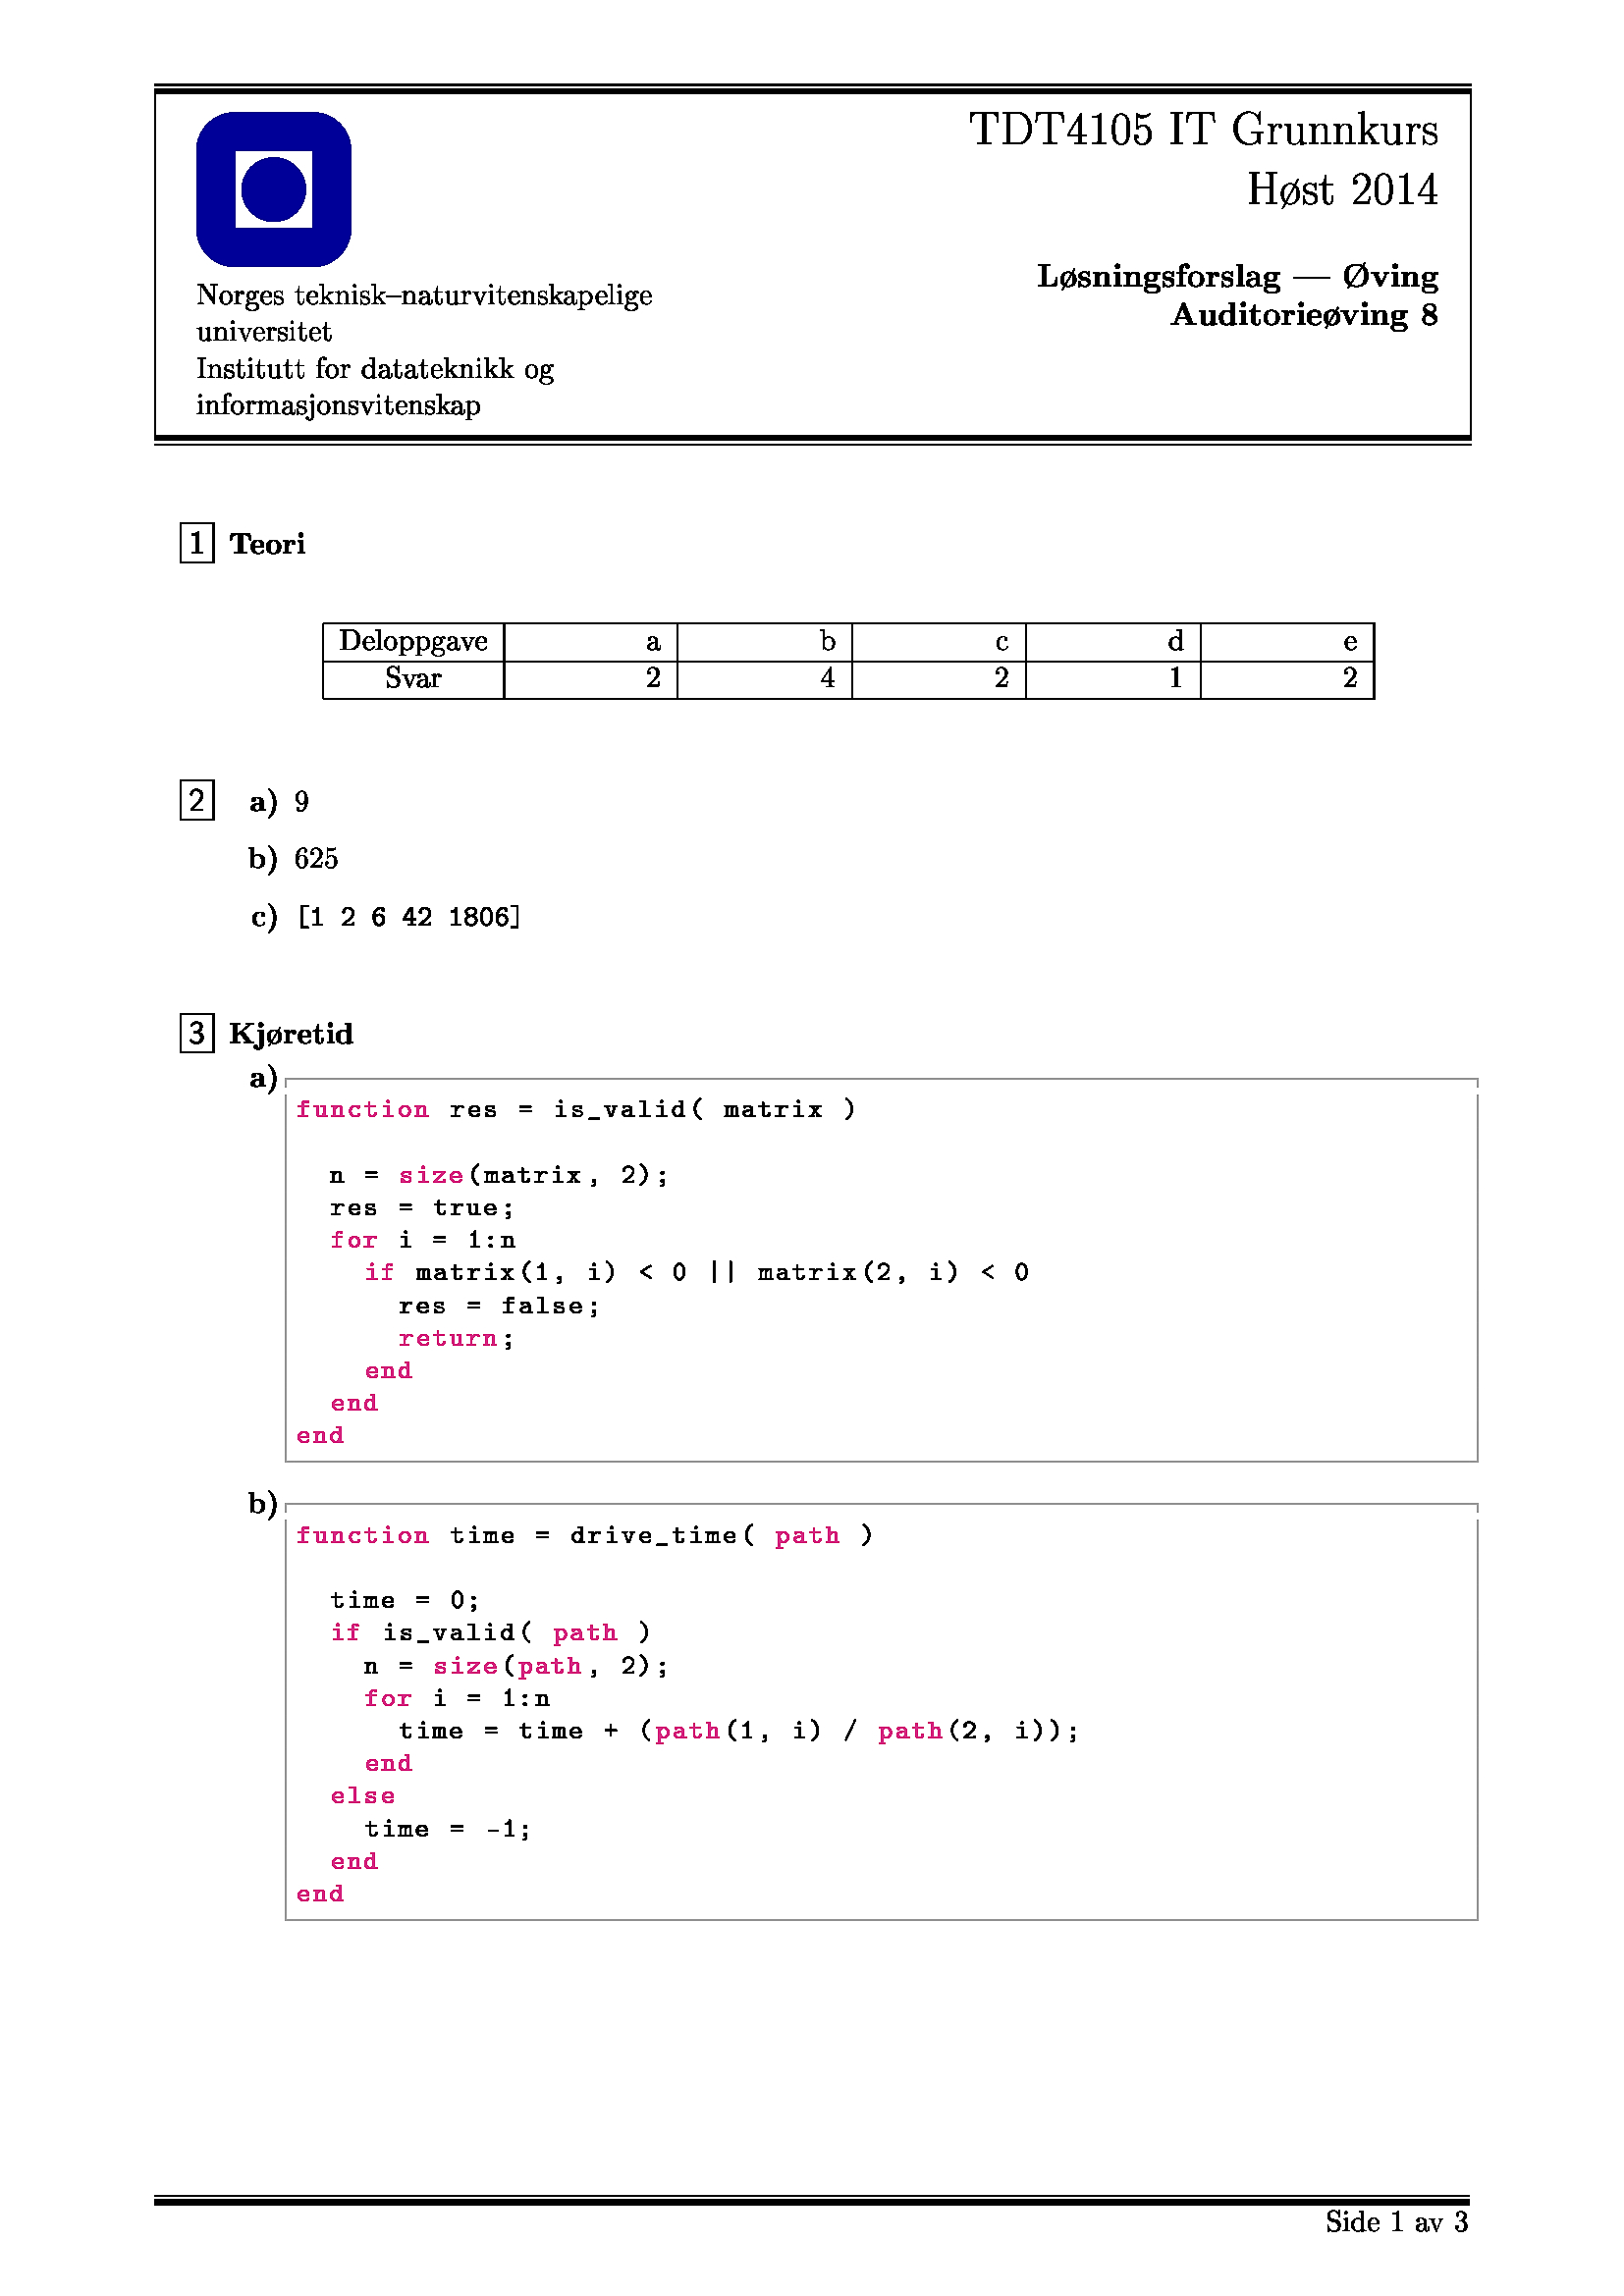 TDT4105 IT Grunnkurs
Høst 2014
Norges teknisk–naturvitenskapelige
universitet
Institutt for datateknikk og
informasjonsvitenskap
Løsningsforslag — Øving
Auditorieøving 8
1 Teori
Deloppgave a b c d e
Svar 2 4 2 1 2
2 a) 9
b) 625
c) [1 2 6 42 1806]
3 Kjøretid
a)
function res = is_valid( matrix )
n = size(matrix, 2);
res = true;
for i = 1:n
if matrix(1, i) < 0 || matrix(2, i) < 0
res = false;
return;
end
end
end
b)
function time = drive_time( path )
time = 0;
if is_valid( path )
n = size(path, 2);
for i = 1:n
time = time + (path(1, i) / path(2, i));
end
else
time = -1;
end
end
Side 1 av 3